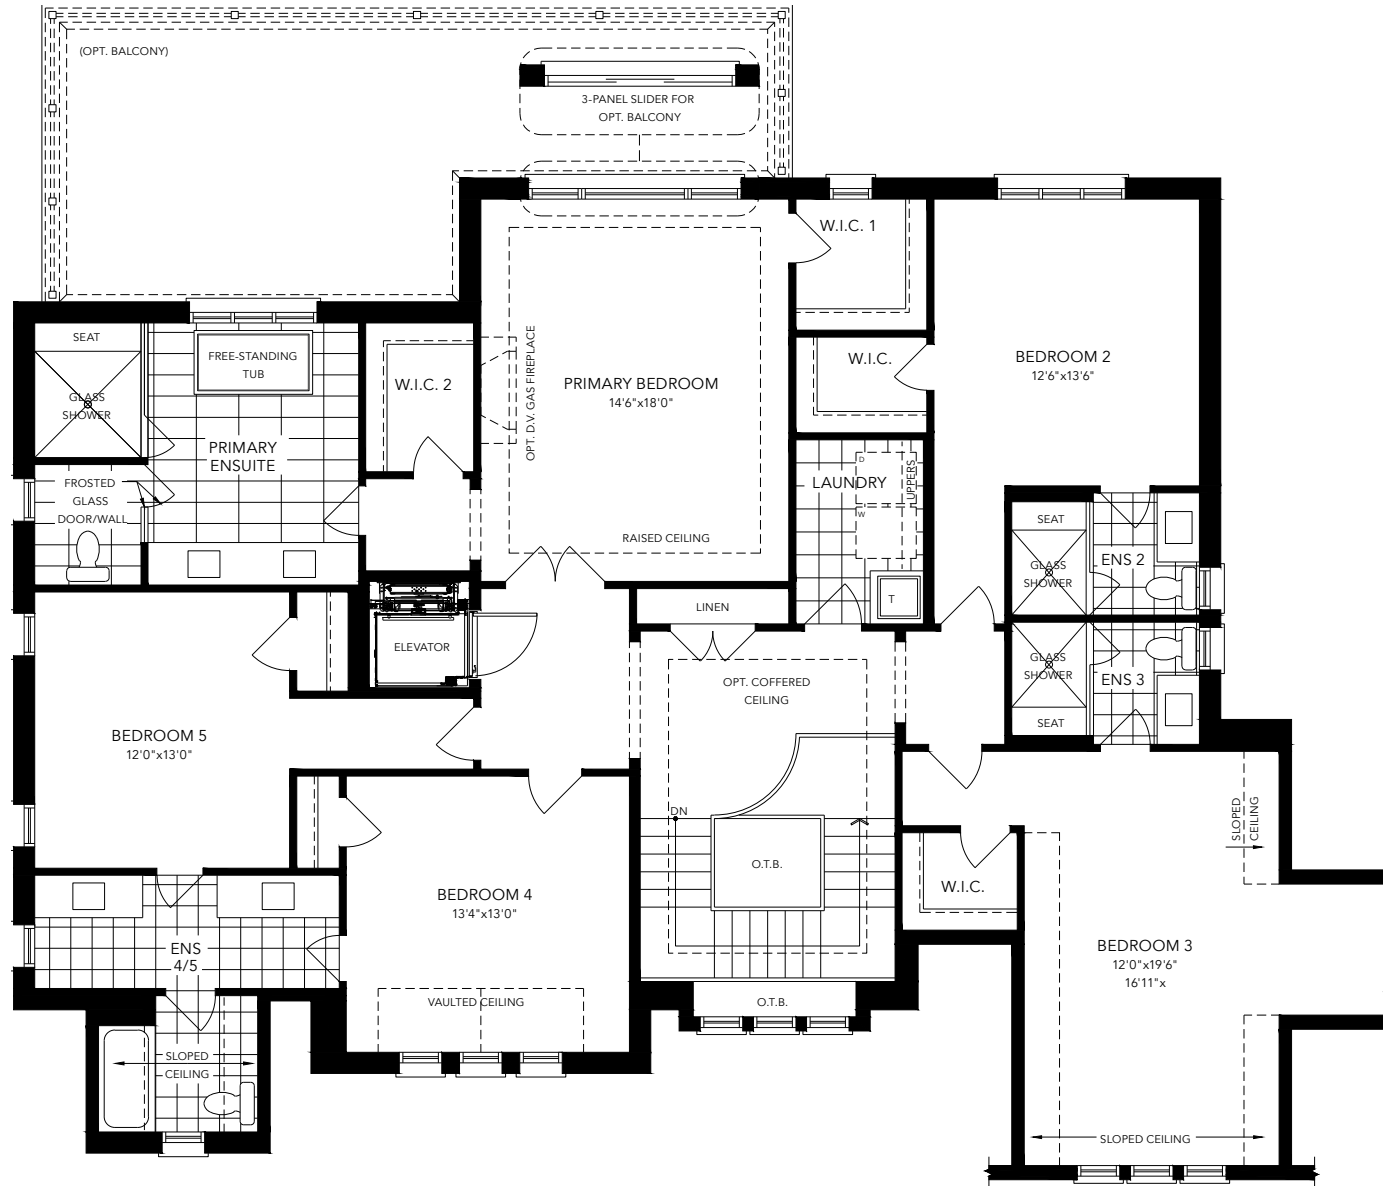 (OPT. BALCONY)
3-PANEL SLIDER FOR
OPT. BALCONY
W.I.C. 1
SEAT
FREE-STANDING
TUB
GLASS
SHOWER
W.I.C. 2
OPT. D.V. GAS FIREPLACE
PRIMARY BEDROOM
14'6"x18'0"
W.I.C.
BEDROOM 2
12'6"x13'6"
PRIMARY
ENSUITE
FROSTED
GLASS
DOOR/WALL
RAISED CEILING
LAUNDRY
D
W
UPPERS
T
SEAT
GLASS
SHOWER
ENS 2
LINEN
ELEVATOR
OPT. COFFERED
CEILING
GLASS
SHOWER
SEAT
ENS 3
BEDROOM 5
12'0"x13'0"
DN
O.T.B.
SLOPED
CEILING
BEDROOM 4
13'4"x13'0"
W.I.C.
ENS
4/5
BEDROOM 3
12'0"x19'6"
16'11"x
VAULTED CEILING
O.T.B.
SLOPED
CEILING
SLOPED CEILING